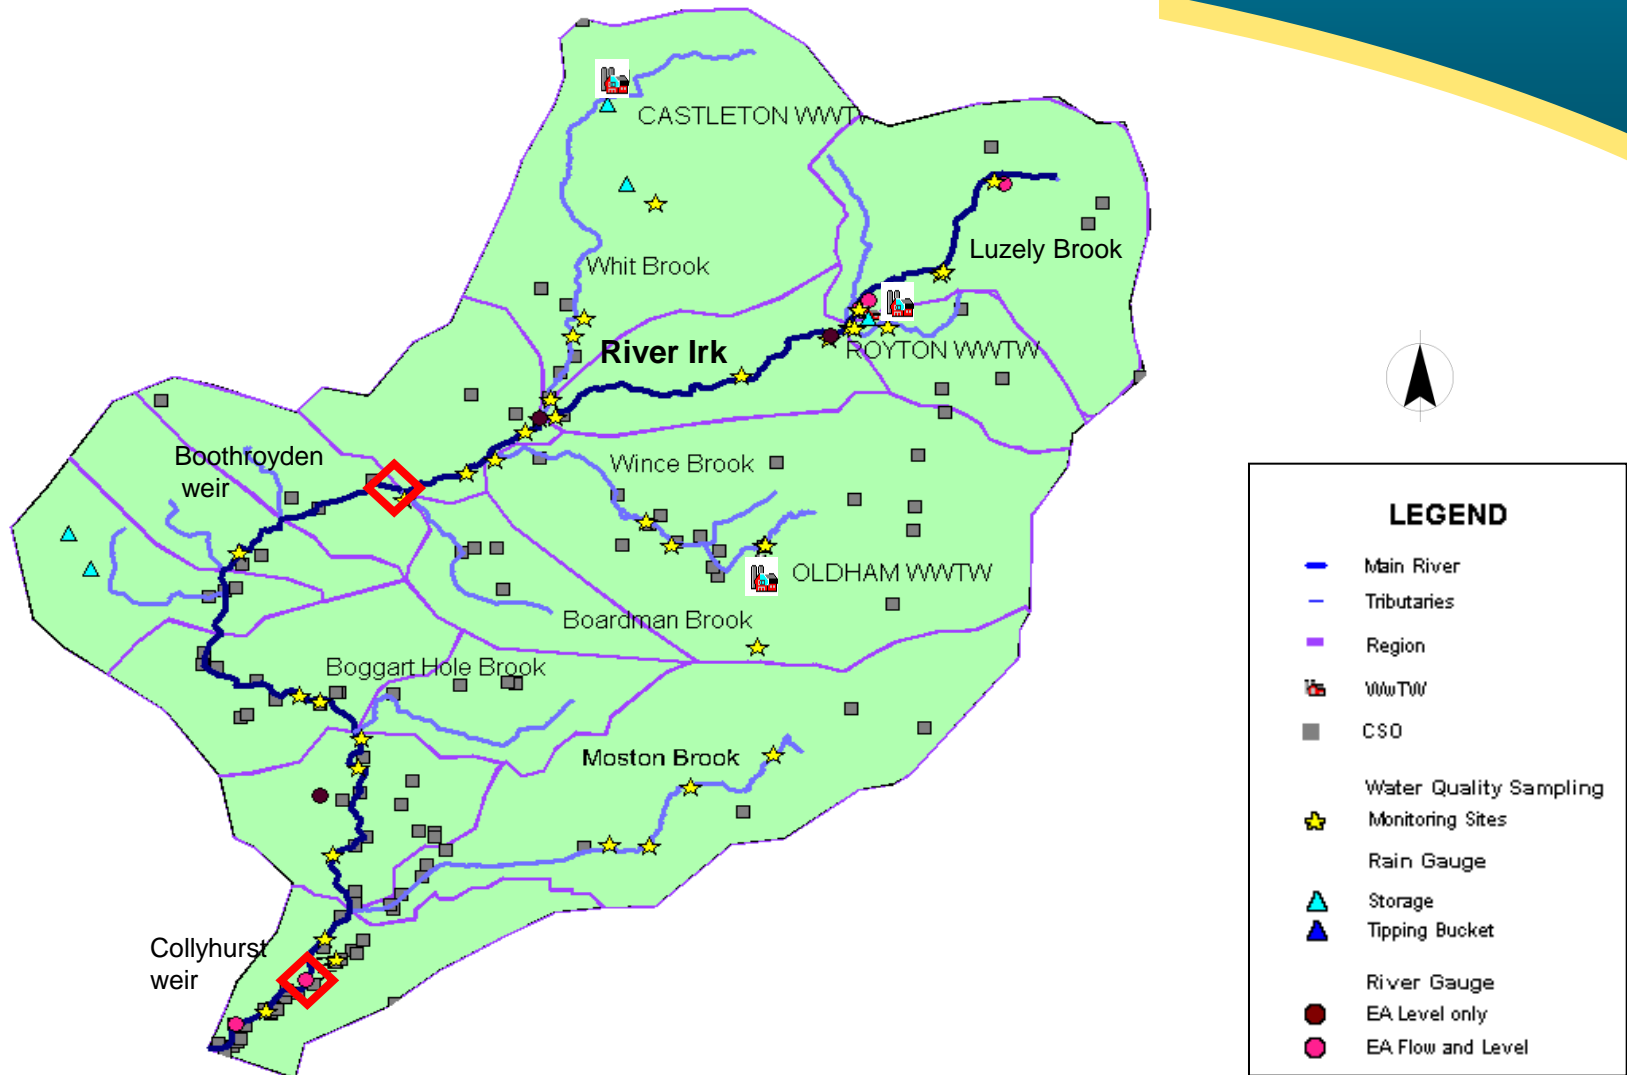 CASTLETON WWTW
Luzely Brook
Whit Brook
River Irk
ROYTON WWTW
Boothroyden
weir
Wince Brook
OLDHAM WWTW
Boardman Brook
Boggart Hole Brook
Moston Brook
Collyhurst
weir
LEGEND
Main River
Tributaries
Region
WwTW
CSO
Water Quality Sampling
Monitoring Sites
Rain Gauge
Storage
Tipping Bucket
River Gauge
EA Level only
EA Flow and Level